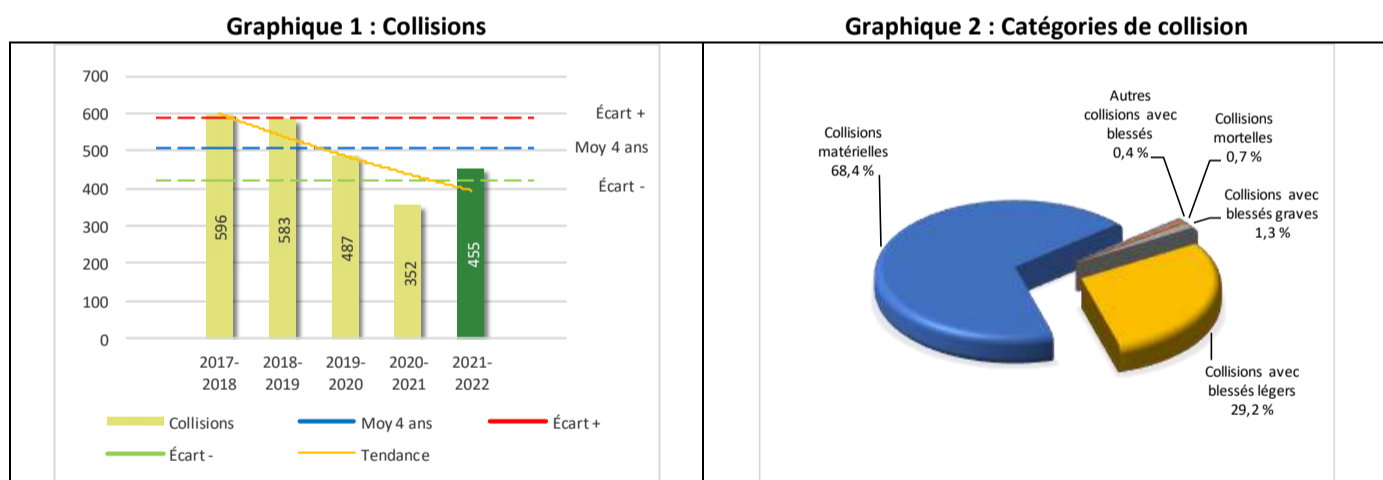 Graphique 1 : Collisions
700
600
500
400
300
200
100
0
596
583
487
352
455
Écart +
Moy 4 ans
Écart -
2017-
2018
2018-
2019
2019-
2020
2020-
2021
2021-
2022
Collisions
Moy 4 ans
Écart +
Écart -
Tendance
Graphique 2 : Catégories de collision
Collisions
matérielles
68,4 %
Autres
collisions avec
blessés
0,4 %
Collisions
mortelles
0,7 %
Collisions avec
blessés graves
1,3 %
Collisions avec
blessés légers
29,2 %